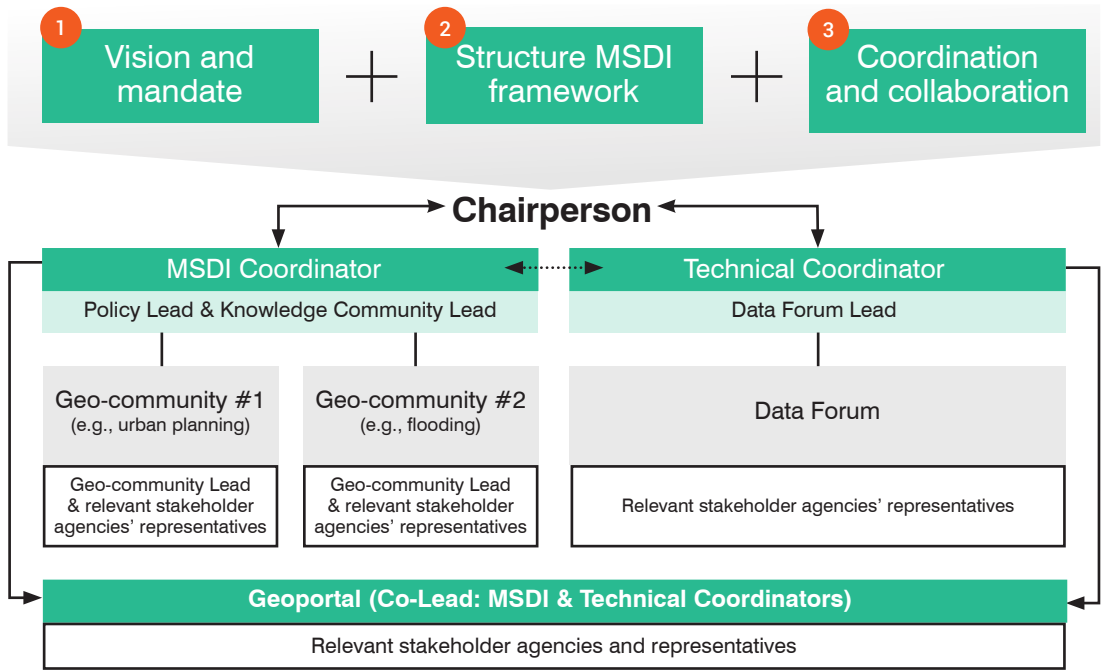 1
Vision and
mandate
2
Structure MSDI
framework
3
Coordination
and collaboration
Chairperson
MSDI Coordinator
Technical Coordinator
Policy Lead & Knowledge Community Lead
Data Forum Lead
Geo-community #1
(e.g., urban planning)
Geo-community #2
(e.g., flooding)
Data Forum
Geo-community Lead
& relevant stakeholder
agencies’ representatives
Geo-community Lead
& relevant stakeholder
agencies’ representatives
Relevant stakeholder agencies’ representatives
Geoportal (Co-Lead: MSDI & Technical Coordinators)
Relevant stakeholder agencies and representatives